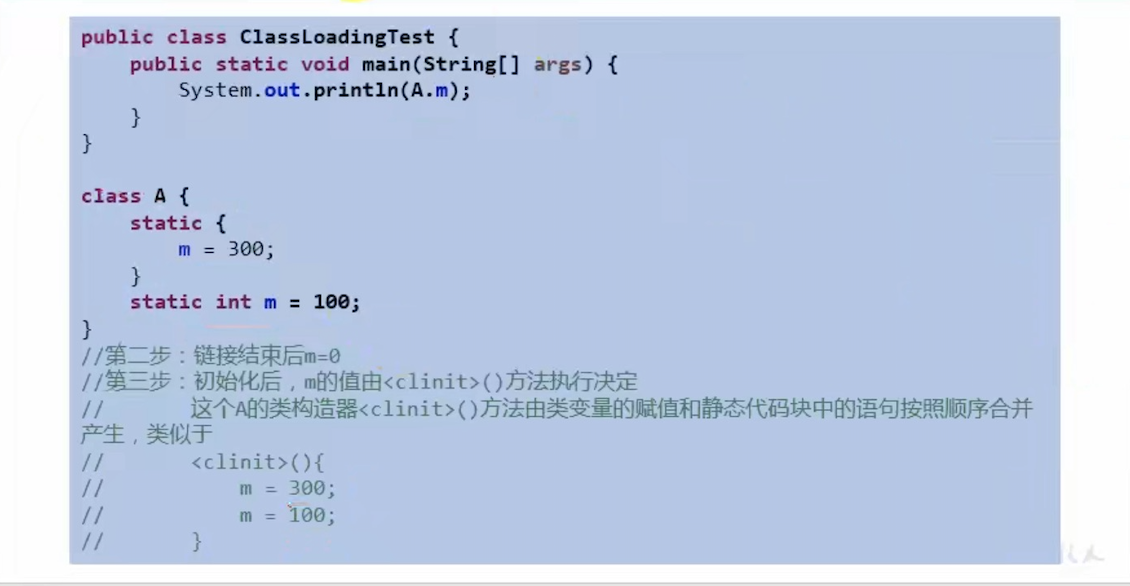 public class ClassLoadingTest {
    public static void main(String[] args) {
        System.out.println(A.m);
    }
}
class A {
    static {
        m = 300;
    }
    static int m = 100;
}
//第二步：链接结束后m=0
//第三步：初始化后，m的值由<clinit>()方法执行决定
//      这个A的类构造器<clinit>()方法由类变量的赋值和静态代码块中的语句按照顺序合并
产生，类似于
//      <clinit>(){
//          m = 300;
//          m = 100;
//      }